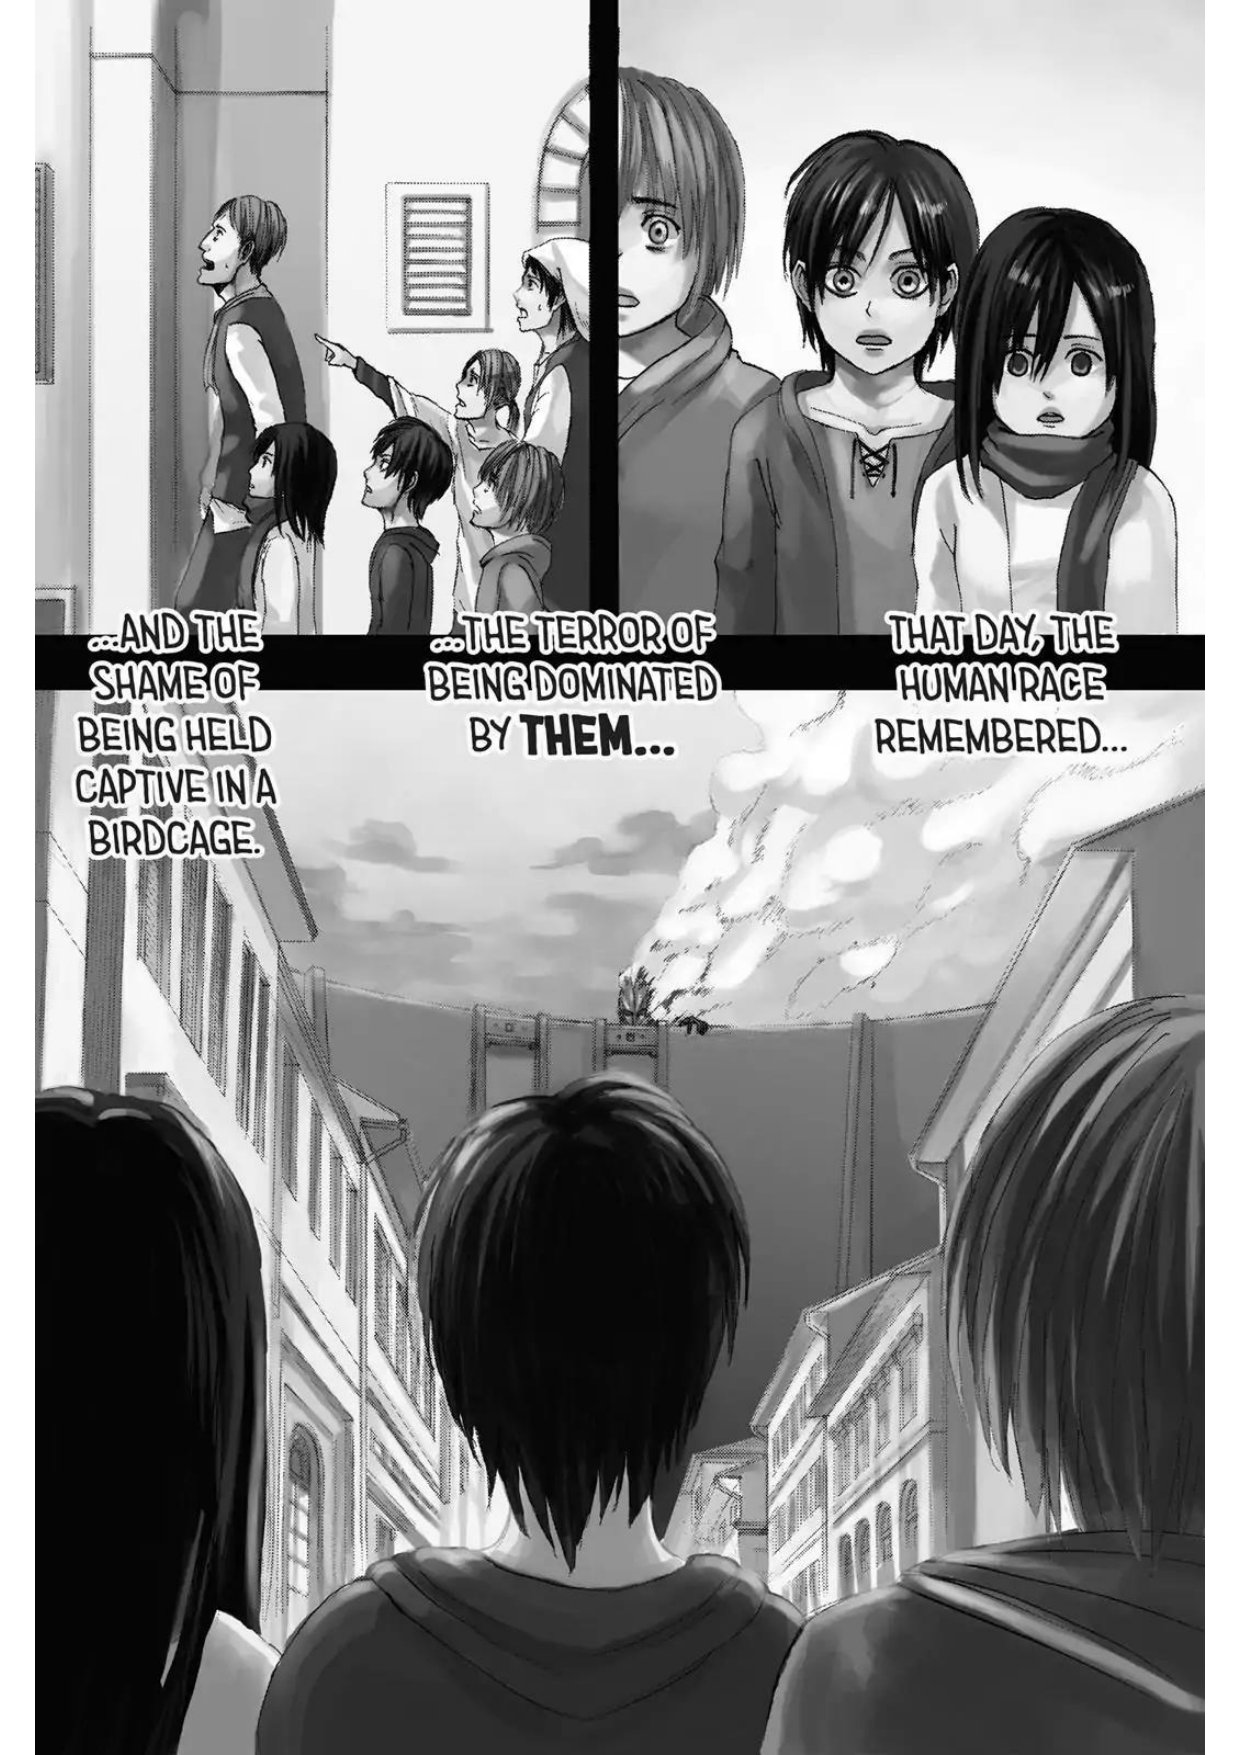 THAT DAY, THE
HUMAN RACE
REMEMBERED...
...THE TERROR OF
BEING DOMINATED
BY THEM...
...AND THE
SHAME OF
BEING HELD
CAPTIVE IN A
BIRDCAGE.